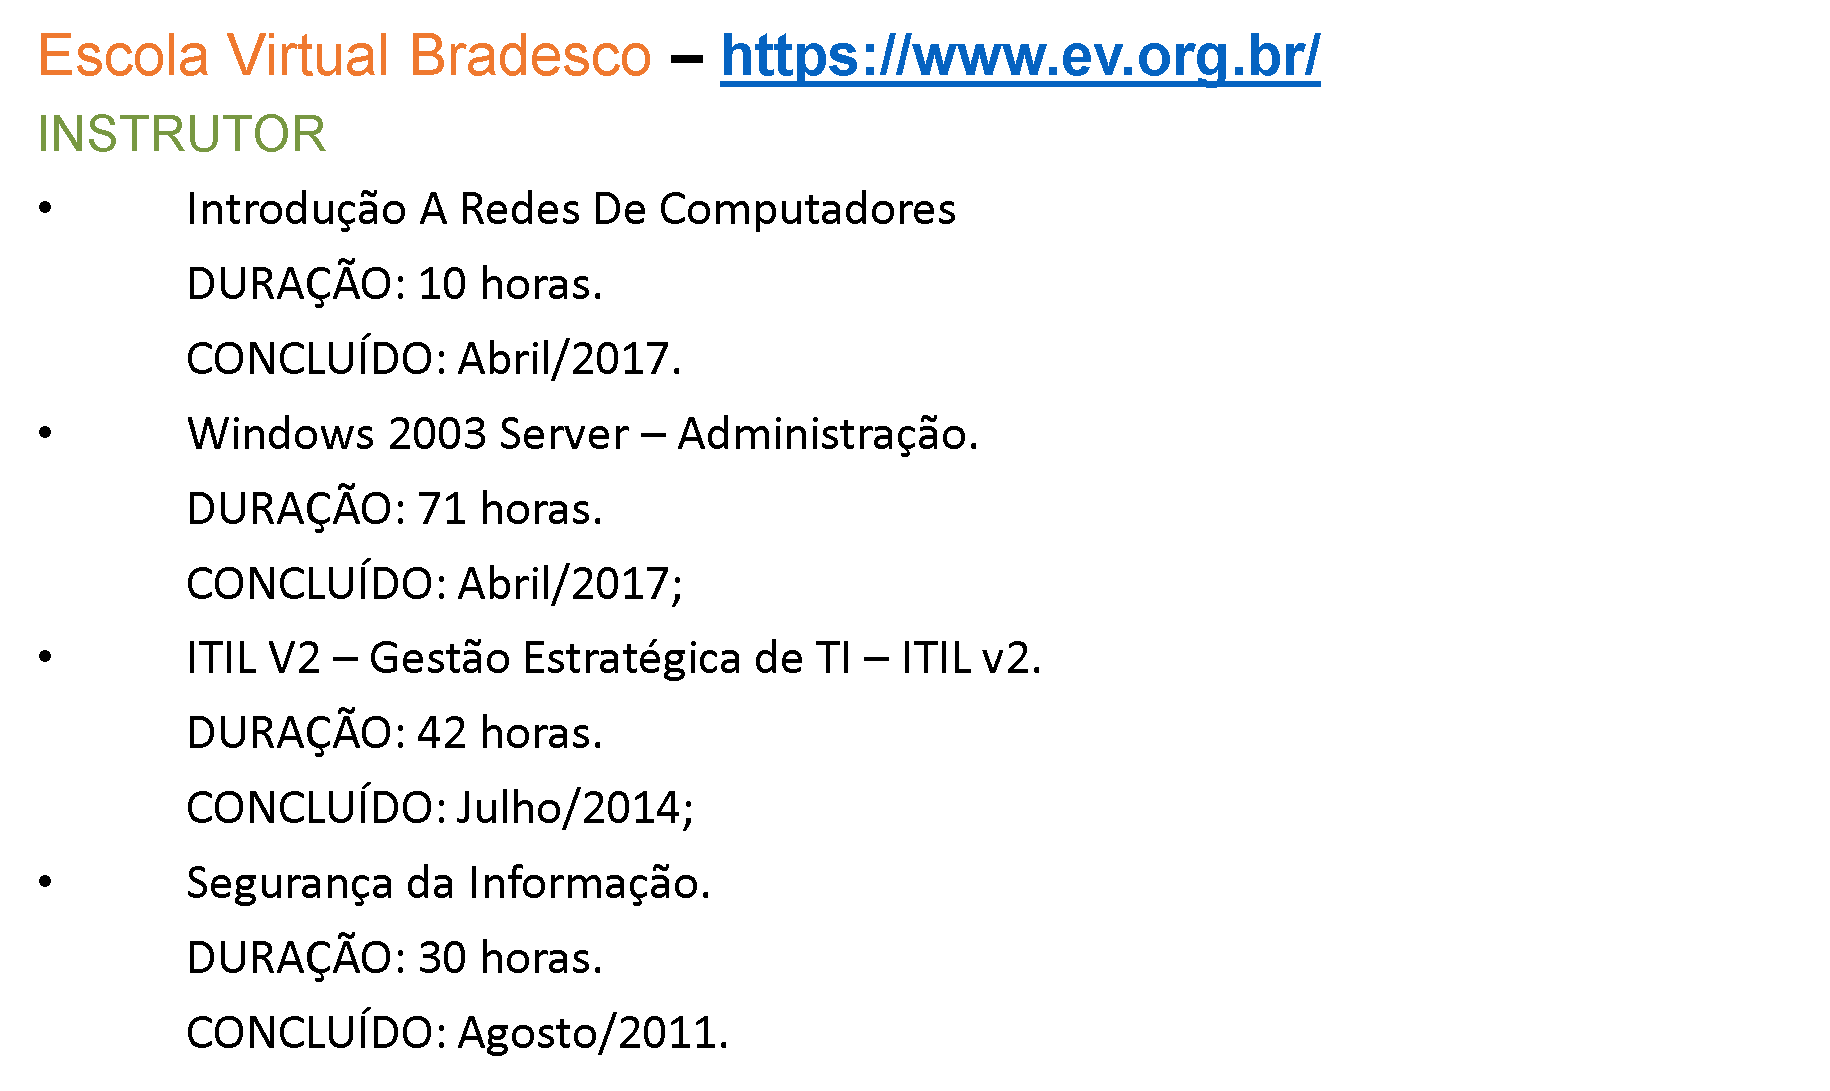 Escola Virtual Bradesco – https://www.ev.org.br/
INSTRUTOR
• Introdução A Redes De Computadores
DURAÇÃO: 10 horas.
CONCLUÍDO: Abril/2017.
• Windows 2003 Server – Administração.
DURAÇÃO: 71 horas.
CONCLUÍDO: Abril/2017;
• ITIL V2 – Gestão Estratégica de TI – ITIL v2.
DURAÇÃO: 42 horas.
CONCLUÍDO: Julho/2014;
• Segurança da Informação.
DURAÇÃO: 30 horas.
CONCLUÍDO: Agosto/2011.